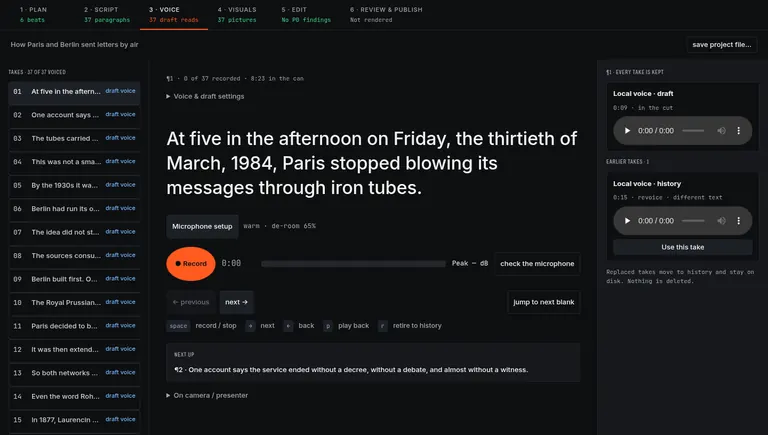 1 · PLAN
6 beats
2 · SCRIPT
37 paragraphs
3 · VOICE
37 draft reads
4 · VISUALS
37 pictures
5 · EDIT
No P0 findings
6 · REVIEW & PUBLISH
Not rendered
How Paris and Berlin sent letters by air
save project file...
TAKES · 37 OF 37 VOICED
01 At five in the aftern... draft voice
02 One account says ... draft voice
03 The tubes carried ... draft voice
04 This was not a sma... draft voice
05 By the 1930s it wa... draft voice
06 Berlin had run its o... draft voice
07 The idea did not st... draft voice
08 The sources consu... draft voice
09 Berlin built first. O... draft voice
10 The Royal Prussian... draft voice
11 Paris decided to b... draft voice
12 It was then extend... draft voice
13 So both networks ... draft voice
14 Even the word Roh... draft voice
15 In 1877, Laurencin ... draft voice
¶1 · 0 of 37 recorded · 8:23 in the can
▶ Voice & draft settings
At five in the afternoon on Friday, the thirtieth of
March, 1984, Paris stopped blowing its
messages through iron tubes.
Microphone setup warm · de-room 65%
● Record 0:00 Peak — dB check the microphone
← previous next → jump to next blank
space record / stop → next ← back p play back r retire to history
NEXT UP
¶2 · One account says the service ended without a decree, without a debate, and almost without a witness.
▶ On camera / presenter
¶1 · EVERY TAKE IS KEPT
Local voice · draft
0:09 · in the cut
0:00 / 0:00
EARLIER TAKES · 1
Local voice · history
0:15 · revoice · different text
0:00 / 0:00
Use this take
Replaced takes move to history and stay on
disk. Nothing is deleted.